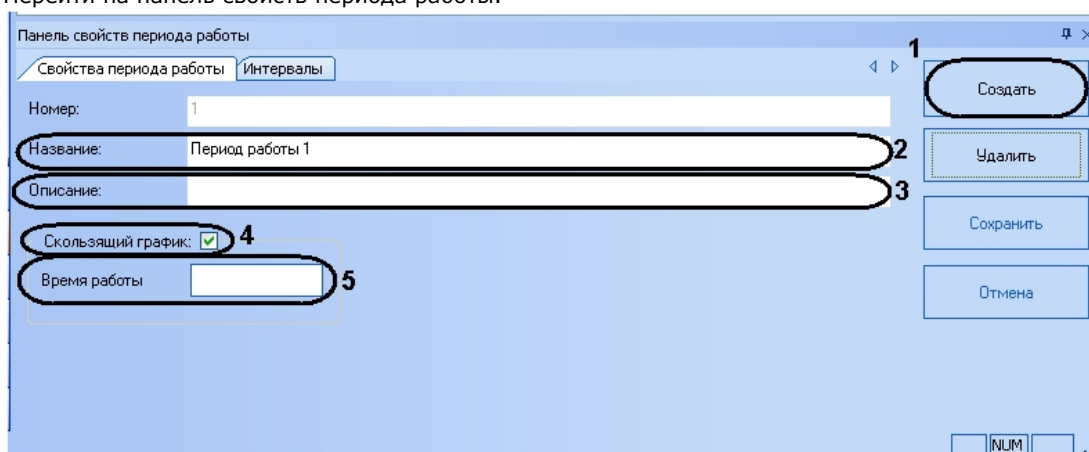 Перейти на панель свойств периода работы.
Панель свойств периода работы
Свойства периода работы Интервалы
1
Создать
Номер: 1
Название: Период работы 1 2
Удалить
Описание: 3
Сохранить
Скользящий график: 4
Время работы 5
Отмена
NUM